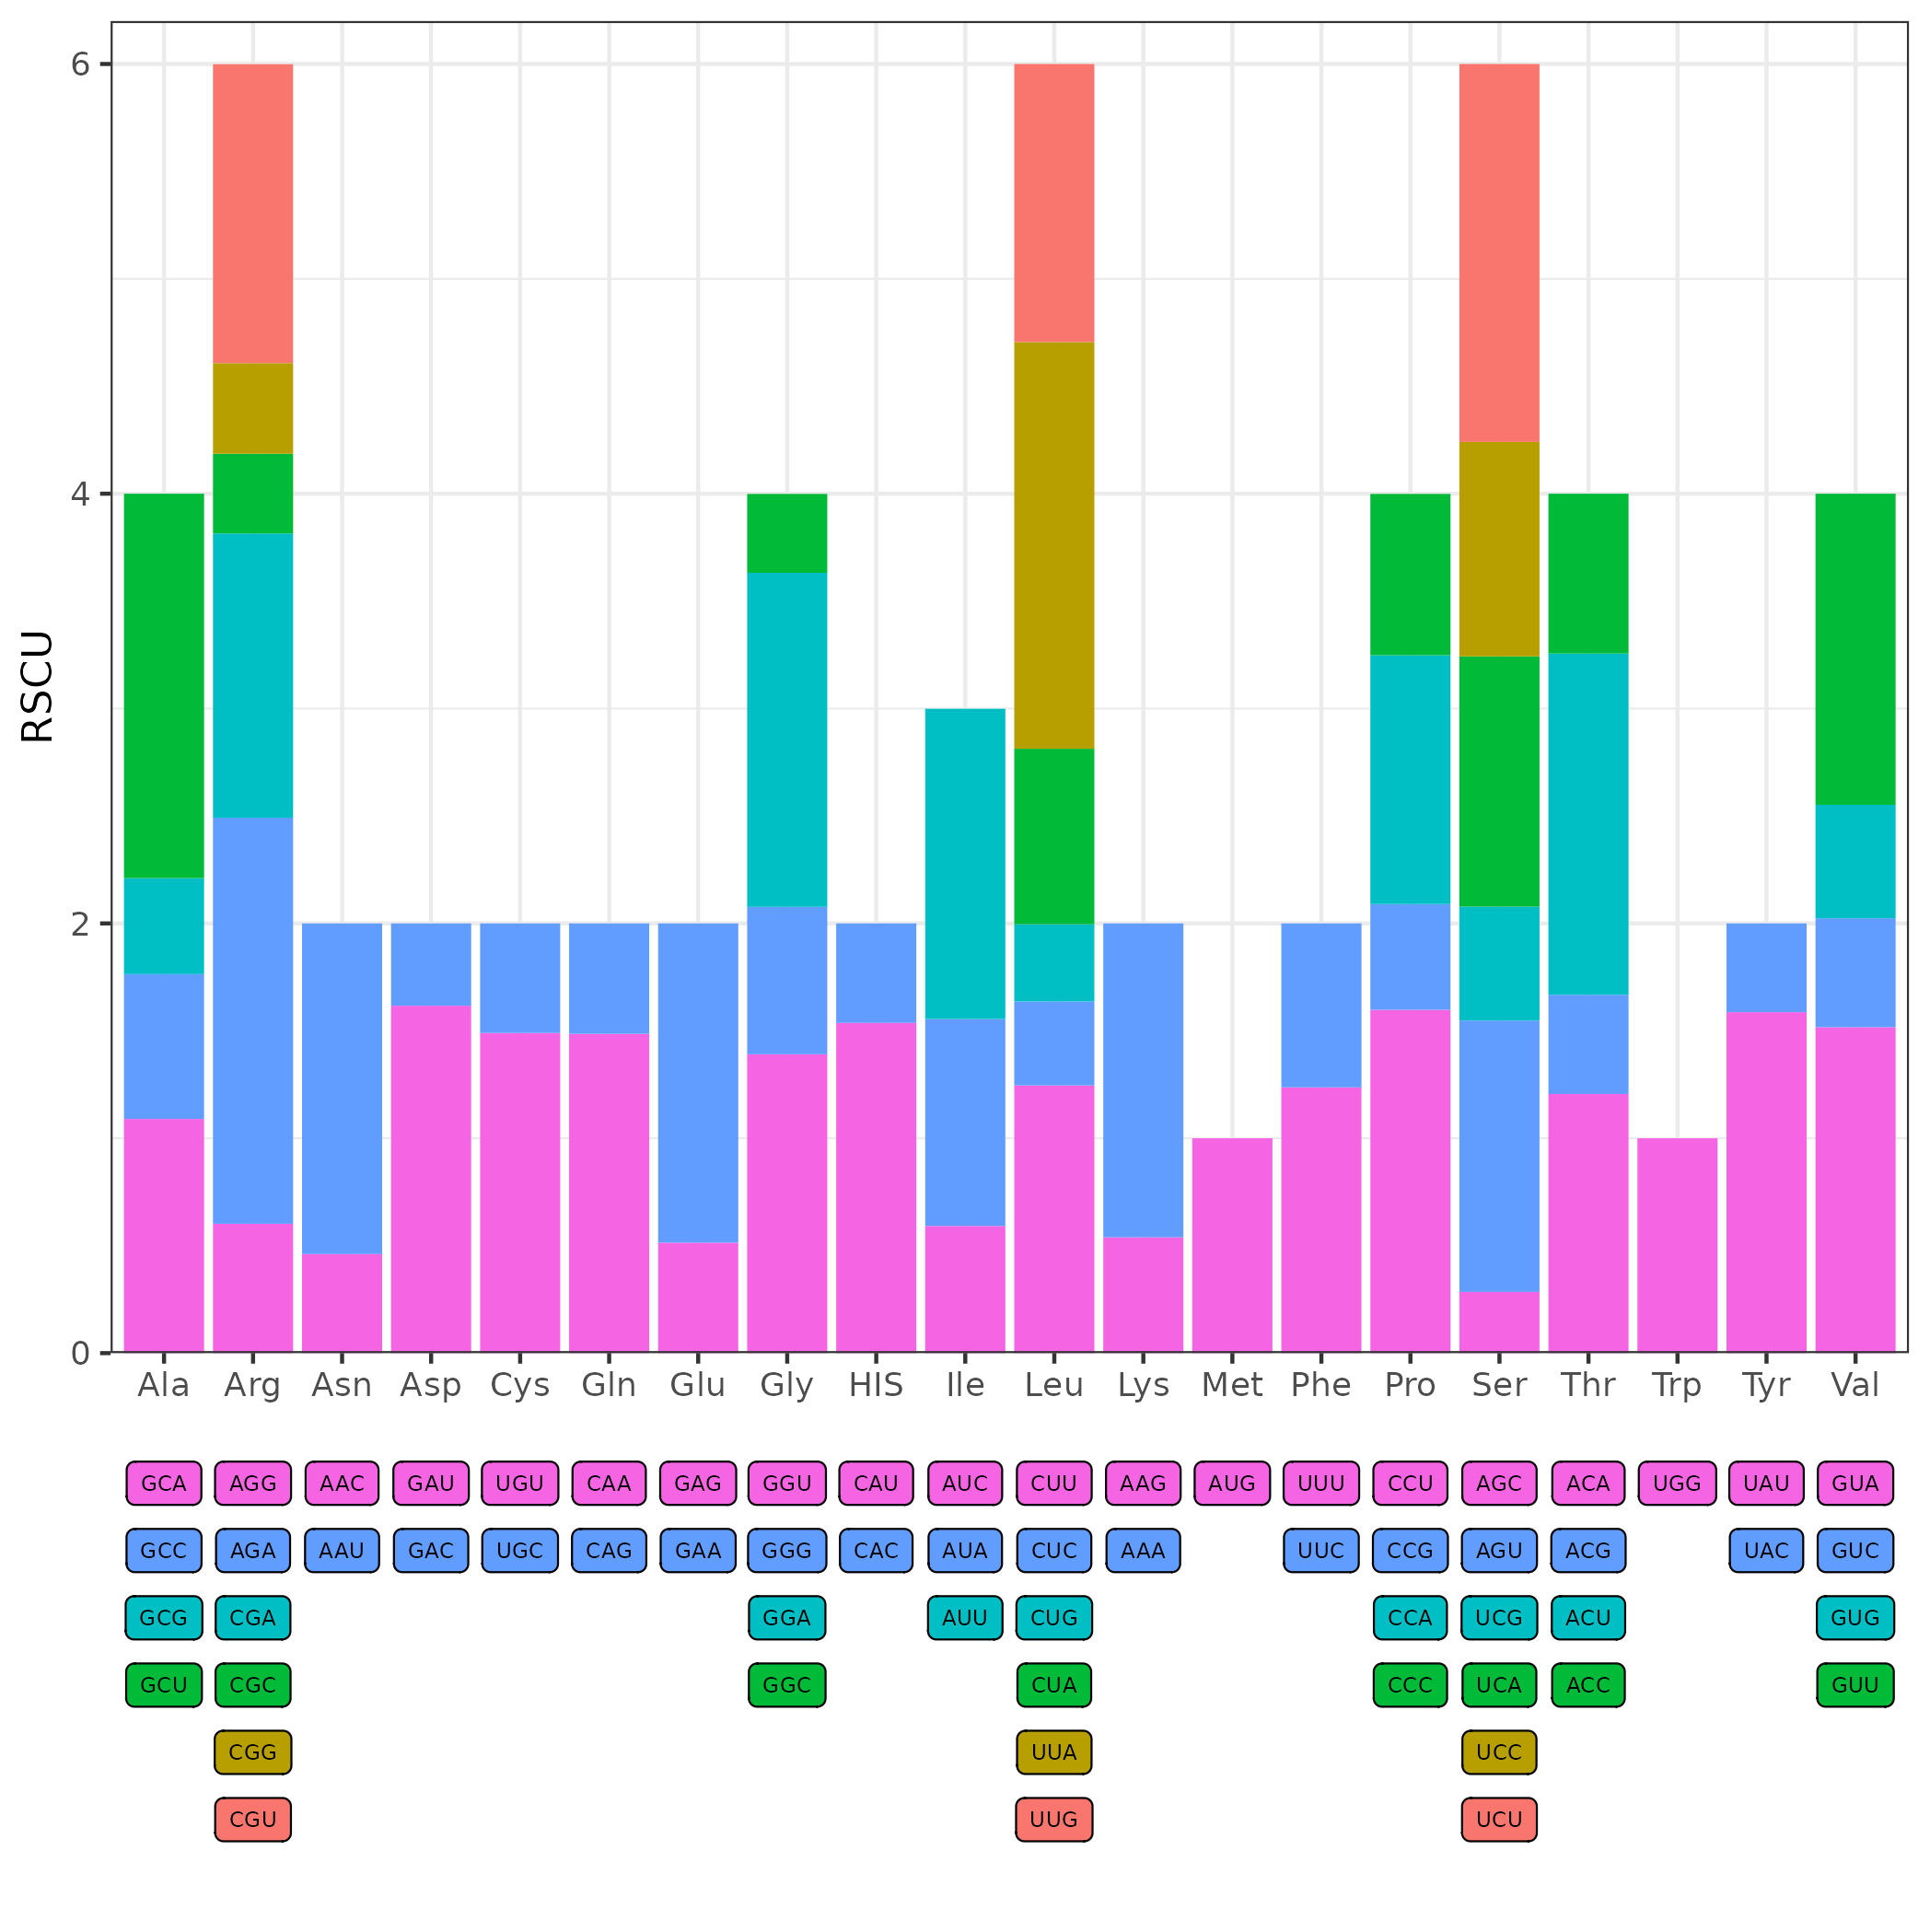 6
4
2
0
RSCU
Ala Arg Asn Asp Cys Gln Glu Gly HIS Ile Leu Lys Met Phe Pro Ser Thr Trp Tyr Val
GCA AGG AAC GAU UGU CAA GAG GGU CAU AUC CUU AAG AUG UUU CCU AGC ACA UGG UAU GUA
GCC AGA AAU GAC UGC CAG GAA GGG CAC AUA CUC AAA UUC CCG AGU ACG UAC GUC
GCG CGA GGA AUU CUG CCA UCG ACU GUG
GCU CGC GGC CUA CCC UCA ACC GUU
CGG UUA UCC
CGU UUG UCU